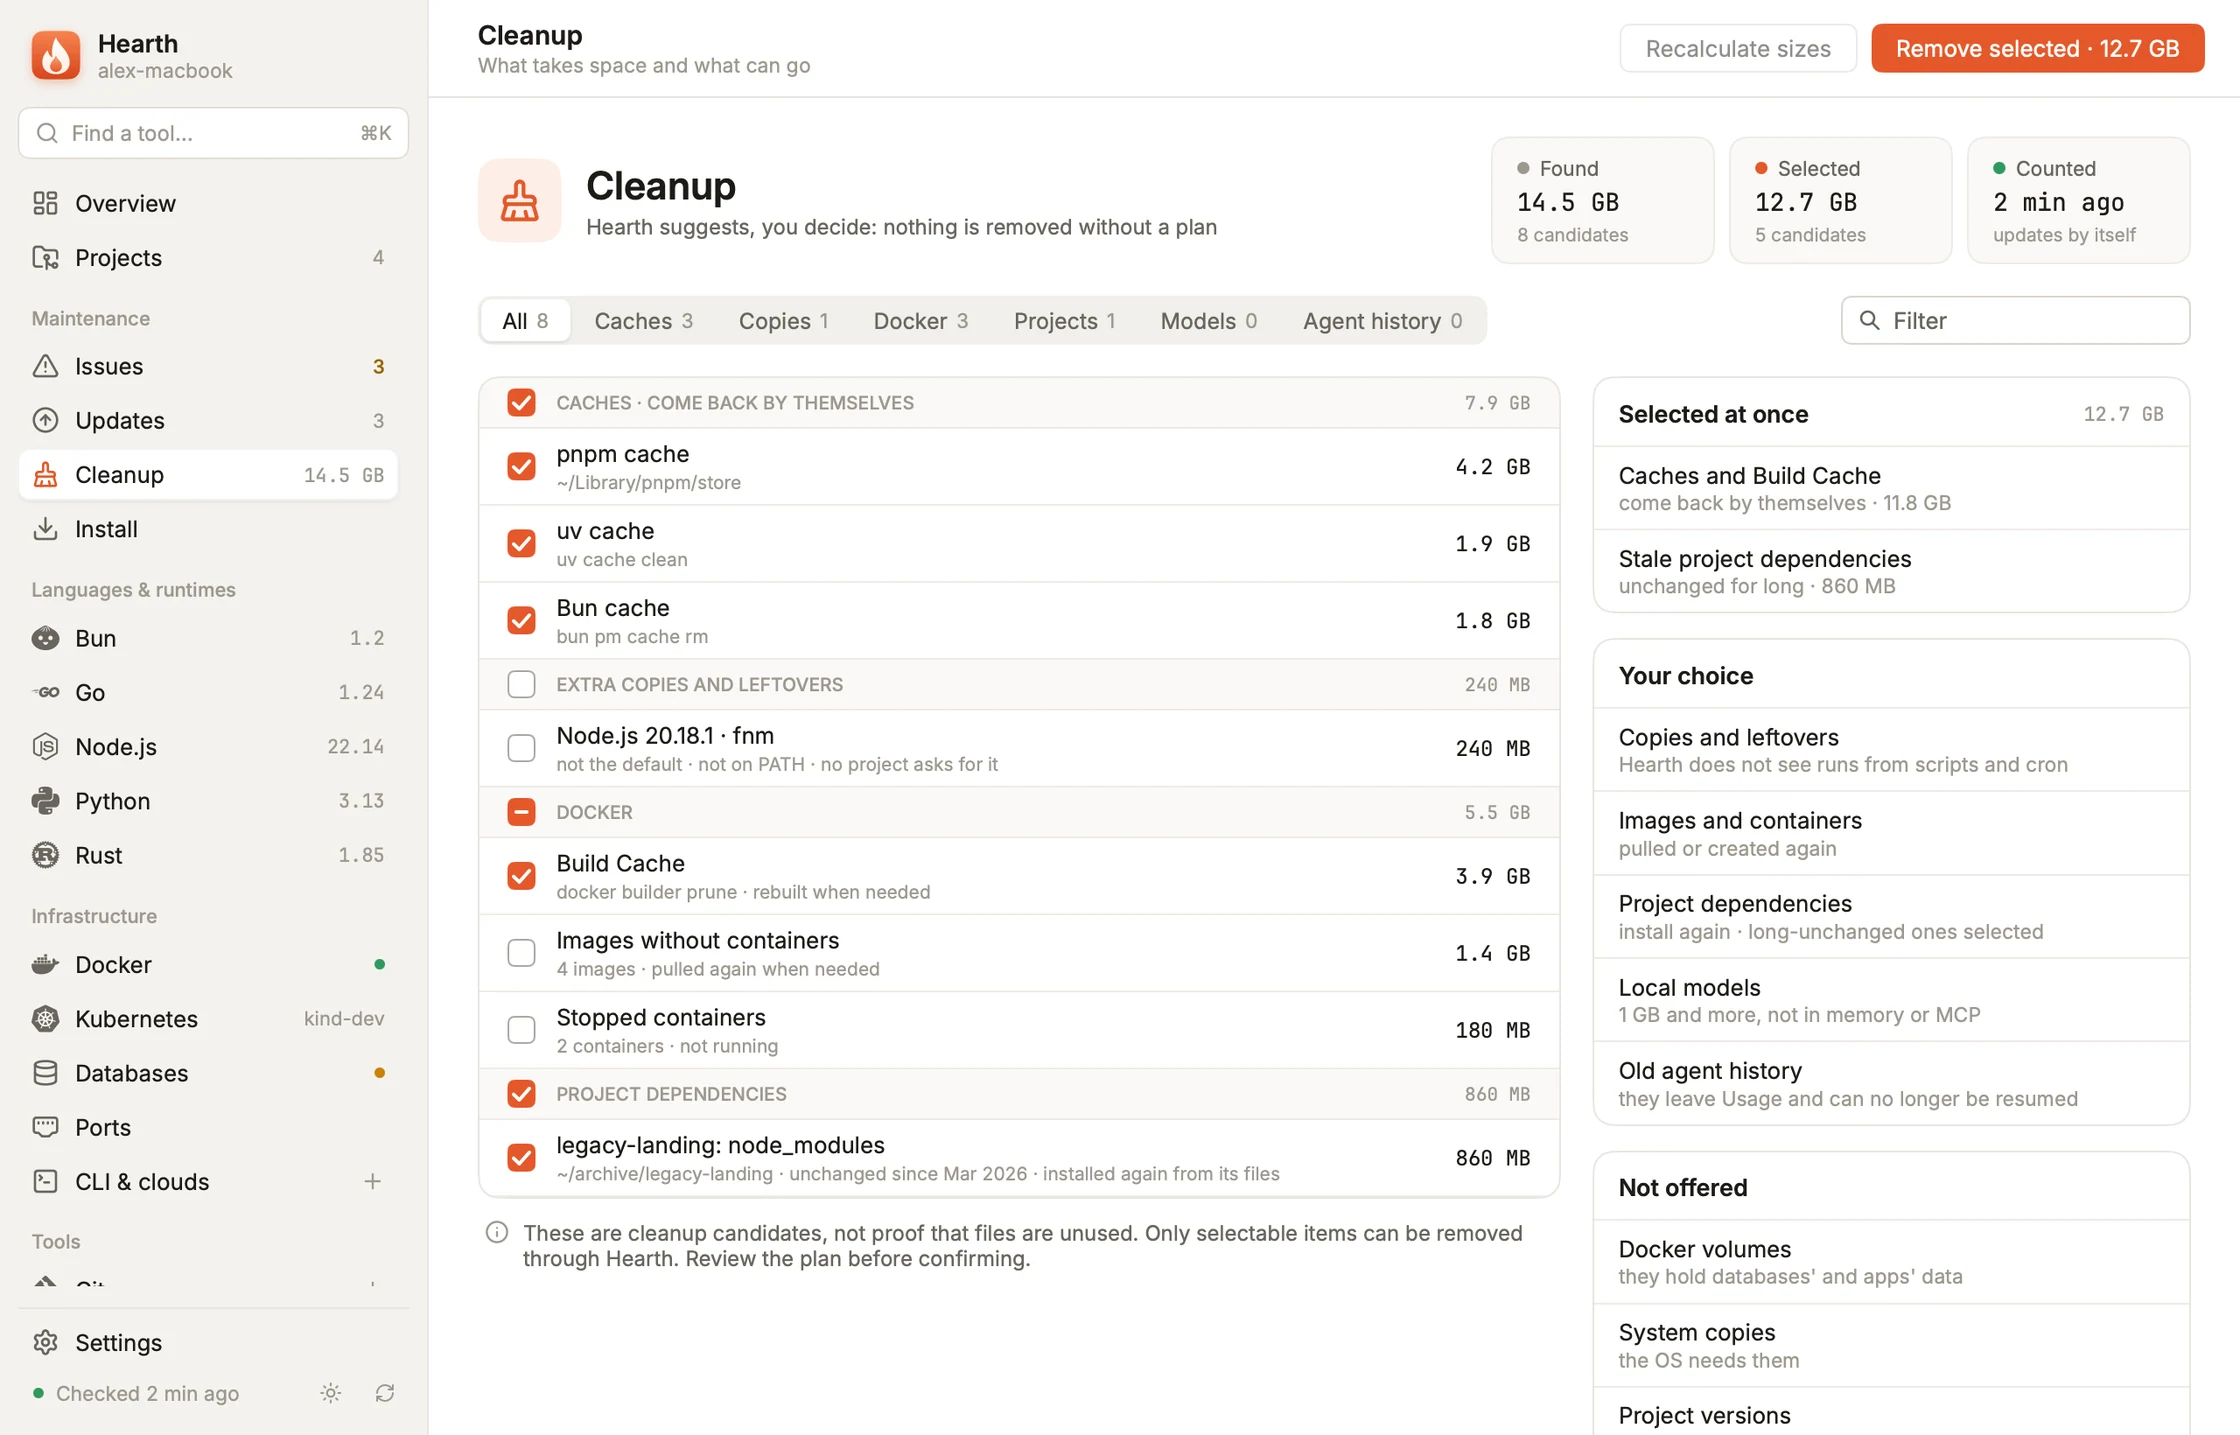 Hearth
alex-macbook
Find a tool... ⌘K
Overview
Projects 4
Maintenance
Issues 3
Updates 3
Cleanup 14.5 GB
Install
Languages & runtimes
Bun 1.2
Go 1.24
Node.js 22.14
Python 3.13
Rust 1.85
Infrastructure
Docker
Kubernetes kind-dev
Databases
Ports
CLI & clouds +
Tools
Settings
Checked 2 min ago
Cleanup
What takes space and what can go
Recalculate sizes
Remove selected · 12.7 GB
Cleanup
Hearth suggests, you decide: nothing is removed without a plan
Found
14.5 GB
8 candidates
Selected
12.7 GB
5 candidates
Counted
2 min ago
updates by itself
All 8 Caches 3 Copies 1 Docker 3 Projects 1 Models 0 Agent history 0
Filter
CACHES · COME BACK BY THEMSELVES 7.9 GB
pnpm cache
~/Library/pnpm/store
4.2 GB
uv cache
uv cache clean
1.9 GB
Bun cache
bun pm cache rm
1.8 GB
EXTRA COPIES AND LEFTOVERS 240 MB
Node.js 20.18.1 · fnm
not the default · not on PATH · no project asks for it
240 MB
DOCKER 5.5 GB
Build Cache
docker builder prune · rebuilt when needed
3.9 GB
Images without containers
4 images · pulled again when needed
1.4 GB
Stopped containers
2 containers · not running
180 MB
PROJECT DEPENDENCIES 860 MB
legacy-landing: node_modules
~/archive/legacy-landing · unchanged since Mar 2026 · installed again from its files
860 MB
These are cleanup candidates, not proof that files are unused. Only selectable items can be removed
through Hearth. Review the plan before confirming.
Selected at once 12.7 GB
Caches and Build Cache
come back by themselves · 11.8 GB
Stale project dependencies
unchanged for long · 860 MB
Your choice
Copies and leftovers
Hearth does not see runs from scripts and cron
Images and containers
pulled or created again
Project dependencies
install again · long-unchanged ones selected
Local models
1 GB and more, not in memory or MCP
Old agent history
they leave Usage and can no longer be resumed
Not offered
Docker volumes
they hold databases' and apps' data
System copies
the OS needs them
Project versions